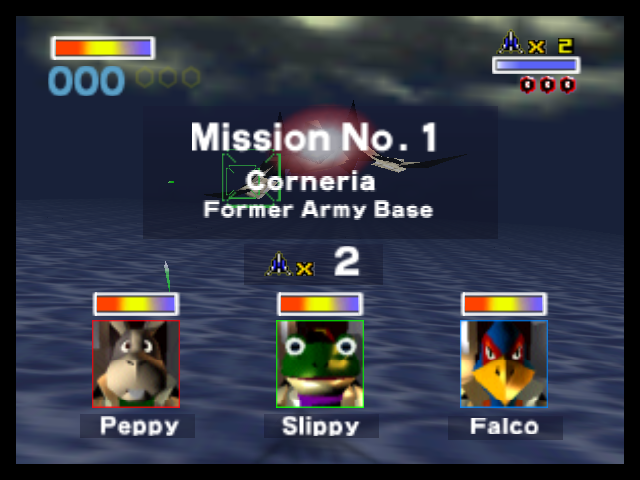 000
x 2
Mission No. 1
Corneria
Former Army Base
x 2
Peppy
Slippy
Falco